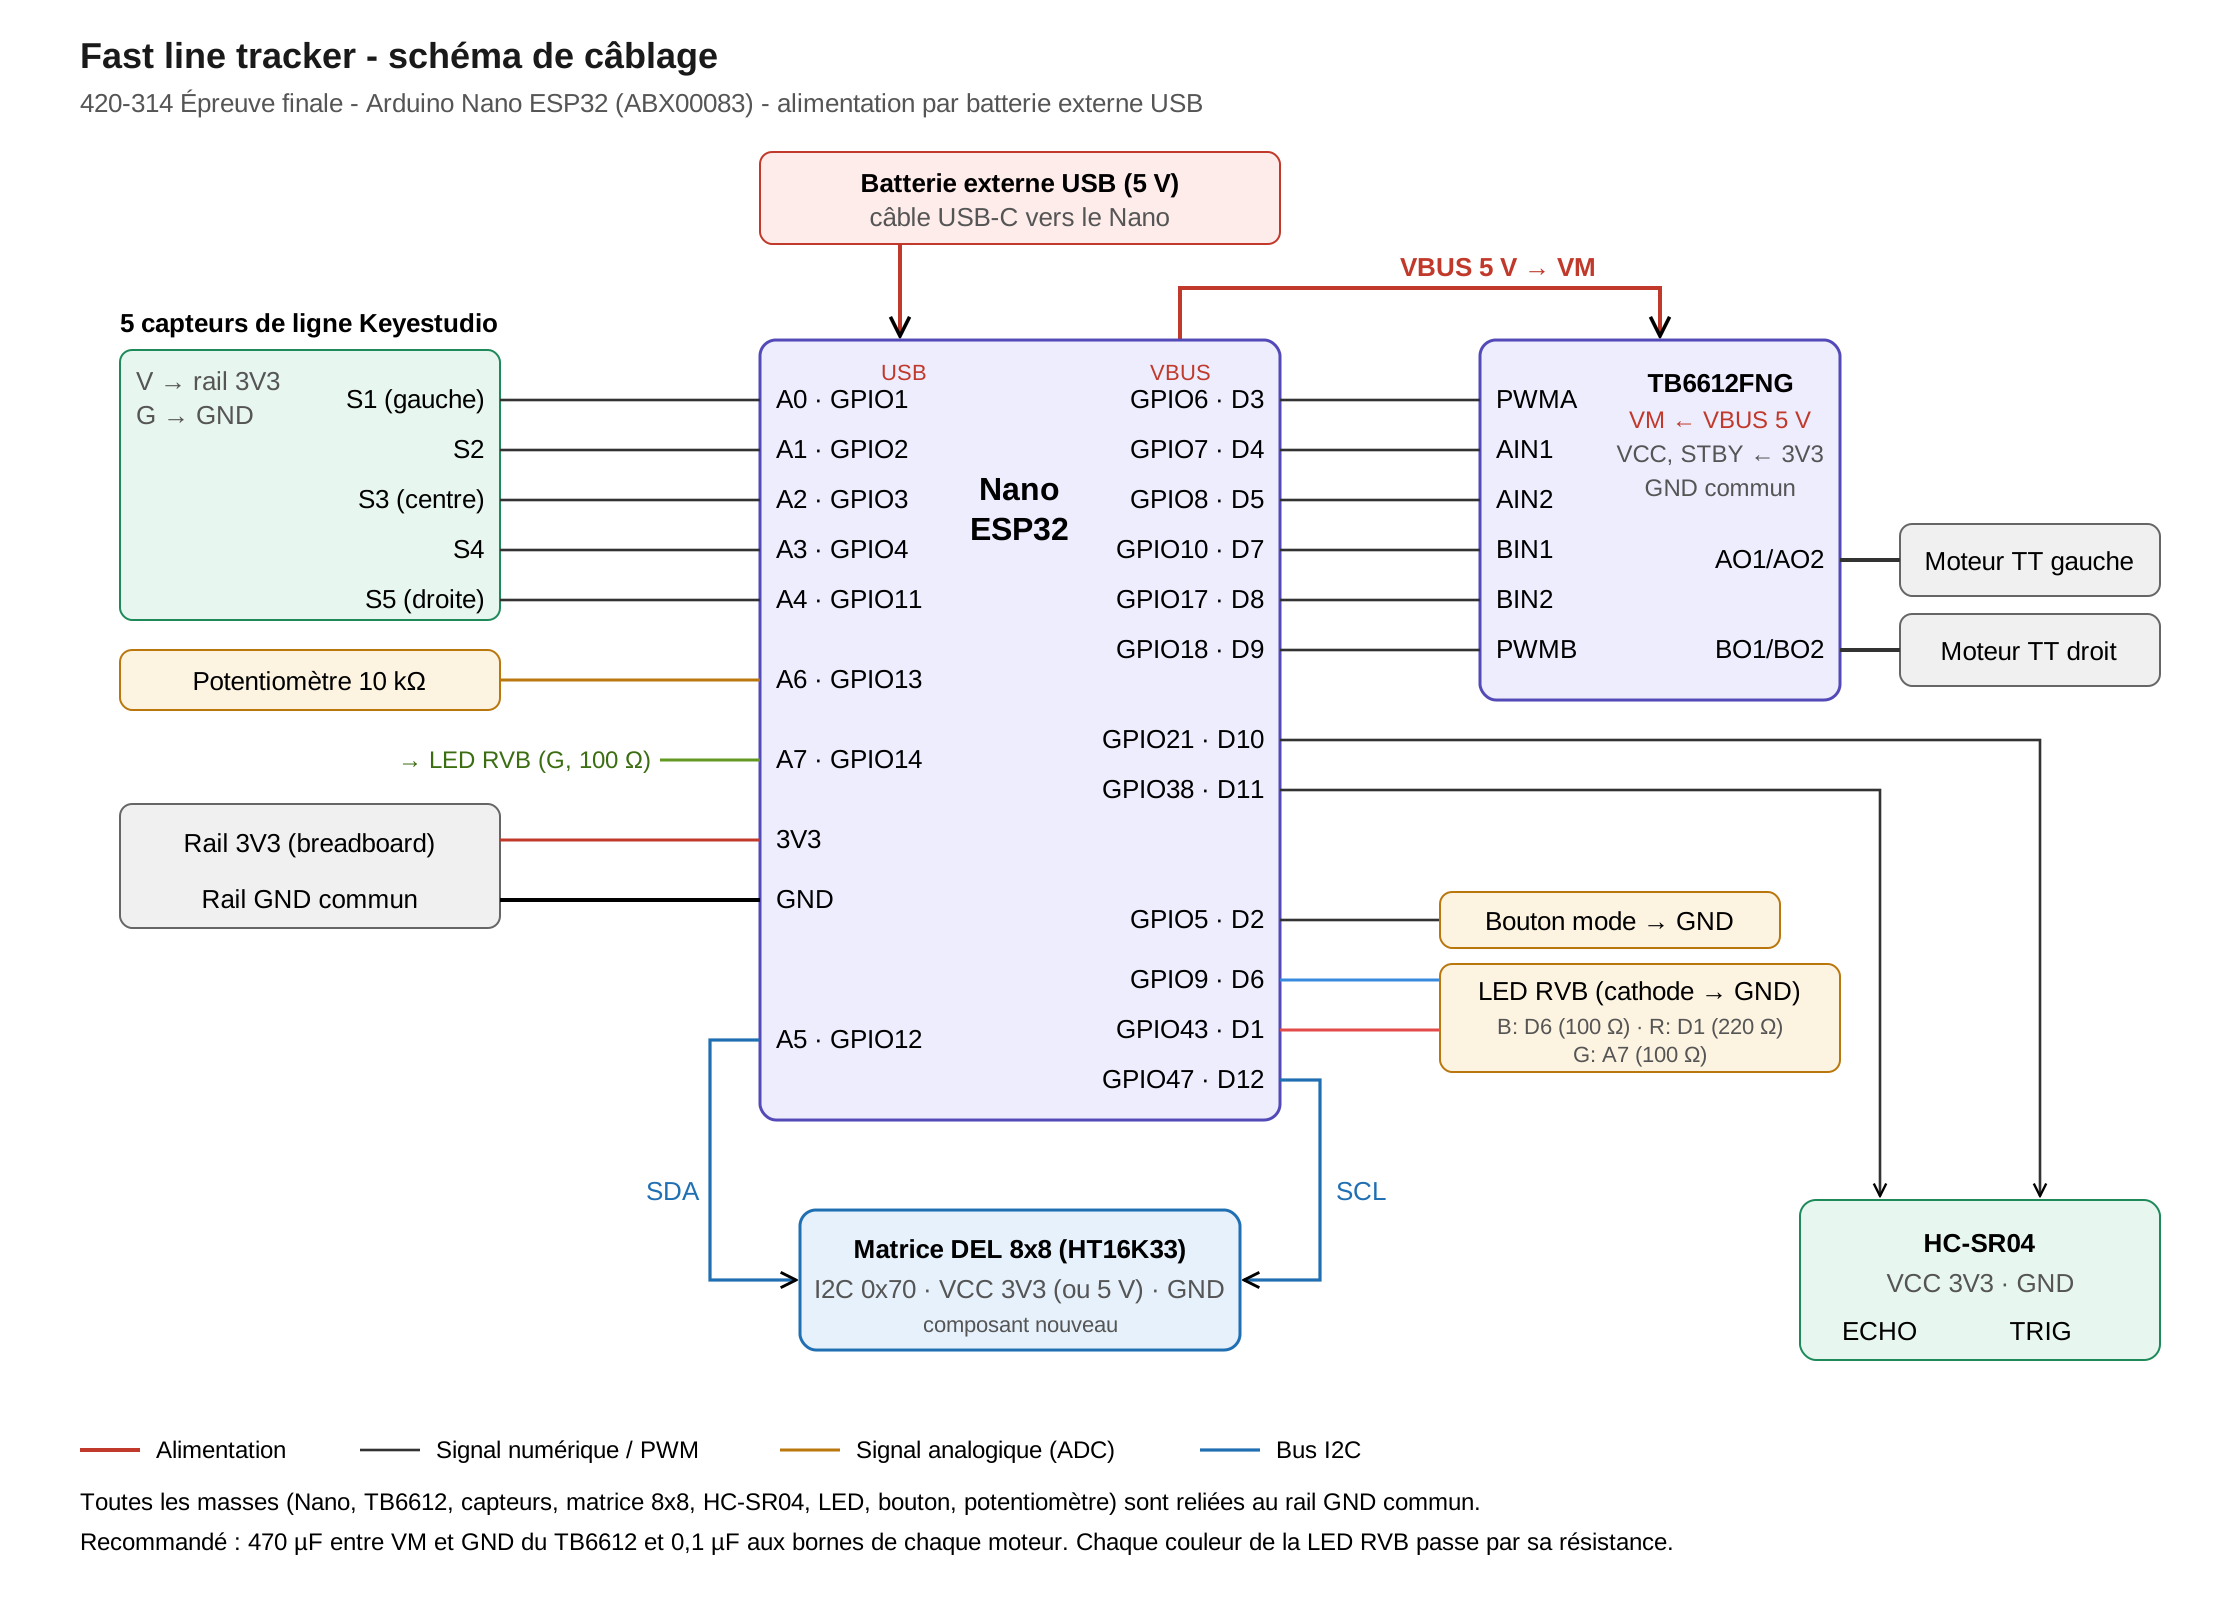 Fast line tracker - schéma de câblage
420-314 Épreuve finale - Arduino Nano ESP32 (ABX00083) - alimentation par batterie externe USB
Batterie externe USB (5 V)
câble USB-C vers le Nano
VBUS 5 V → VM
5 capteurs de ligne Keyestudio
V → rail 3V3
G → GND
S1 (gauche)
S2
S3 (centre)
S4
S5 (droite)
Potentiomètre 10 kΩ
→ LED RVB (G, 100 Ω)
Rail 3V3 (breadboard)
Rail GND commun
USB
VBUS
A0 · GPIO1
A1 · GPIO2
A2 · GPIO3
A3 · GPIO4
A4 · GPIO11
A6 · GPIO13
A7 · GPIO14
3V3
GND
A5 · GPIO12
Nano
ESP32
GPIO6 · D3
GPIO7 · D4
GPIO8 · D5
GPIO10 · D7
GPIO17 · D8
GPIO18 · D9
GPIO21 · D10
GPIO38 · D11
GPIO5 · D2
GPIO9 · D6
GPIO43 · D1
GPIO47 · D12
PWMA
AIN1
AIN2
BIN1
BIN2
PWMB
TB6612FNG
VM ← VBUS 5 V
VCC, STBY ← 3V3
GND commun
AO1/AO2
BO1/BO2
Moteur TT gauche
Moteur TT droit
Bouton mode → GND
LED RVB (cathode → GND)
B: D6 (100 Ω) · R: D1 (220 Ω)
G: A7 (100 Ω)
SDA
SCL
Matrice DEL 8x8 (HT16K33)
I2C 0x70 · VCC 3V3 (ou 5 V) · GND
composant nouveau
HC-SR04
VCC 3V3 · GND
ECHO
TRIG
Alimentation
Signal numérique / PWM
Signal analogique (ADC)
Bus I2C
Toutes les masses (Nano, TB6612, capteurs, matrice 8x8, HC-SR04, LED, bouton, potentiomètre) sont reliées au rail GND commun.
Recommandé : 470 µF entre VM et GND du TB6612 et 0,1 µF aux bornes de chaque moteur. Chaque couleur de la LED RVB passe par sa résistance.